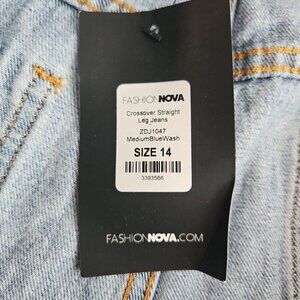 FASHIONNOVA
Crossover Straight
Leg Jeans
ZDJ1047
MediumBlueWash
SIZE 14
3393566
FASHIONNOVA.COM